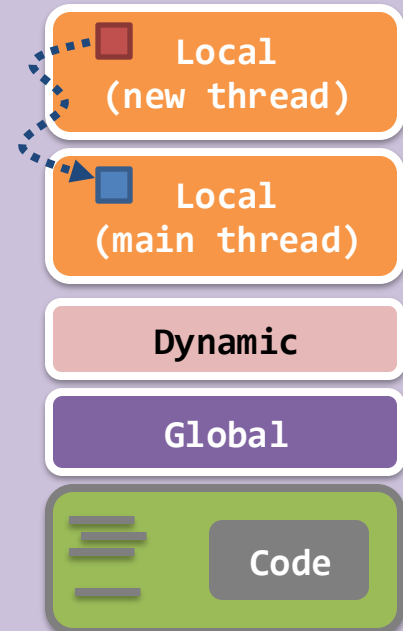 Local
(new thread)
Local
(main thread)
Dynamic
Global
Code